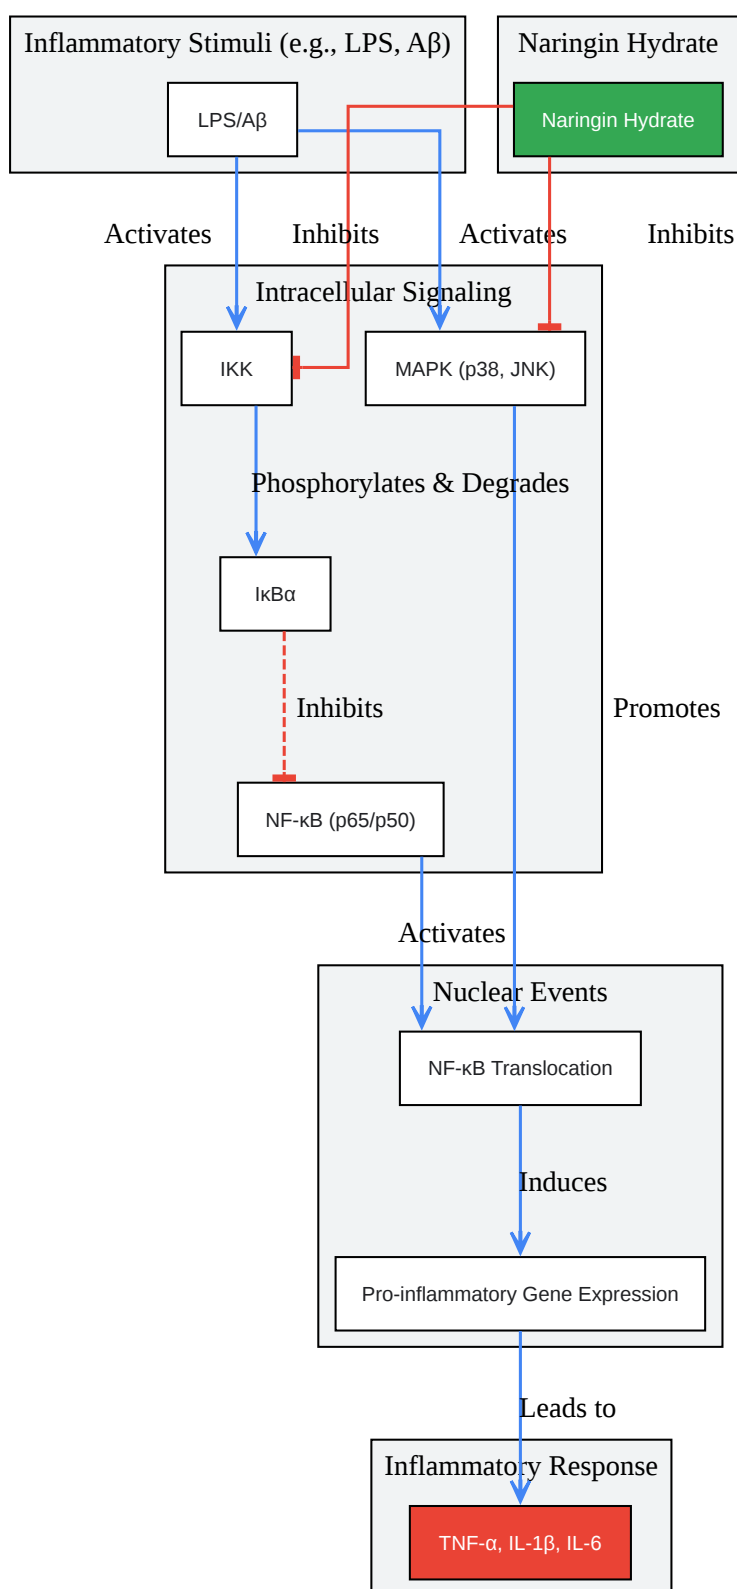 Inflammatory Stimuli (e.g., LPS, Aβ)
Naringin Hydrate
LPS/Aβ
Naringin Hydrate
Activates
Inhibits
Activates
Inhibits
Intracellular Signaling
IKK
MAPK (p38, JNK)
Phosphorylates & Degrades
IκBα
Inhibits
Promotes
NF-κB (p65/p50)
Activates
Nuclear Events
NF-κB Translocation
Induces
Pro-inflammatory Gene Expression
Leads to
Inflammatory Response
TNF-α, IL-1β, IL-6